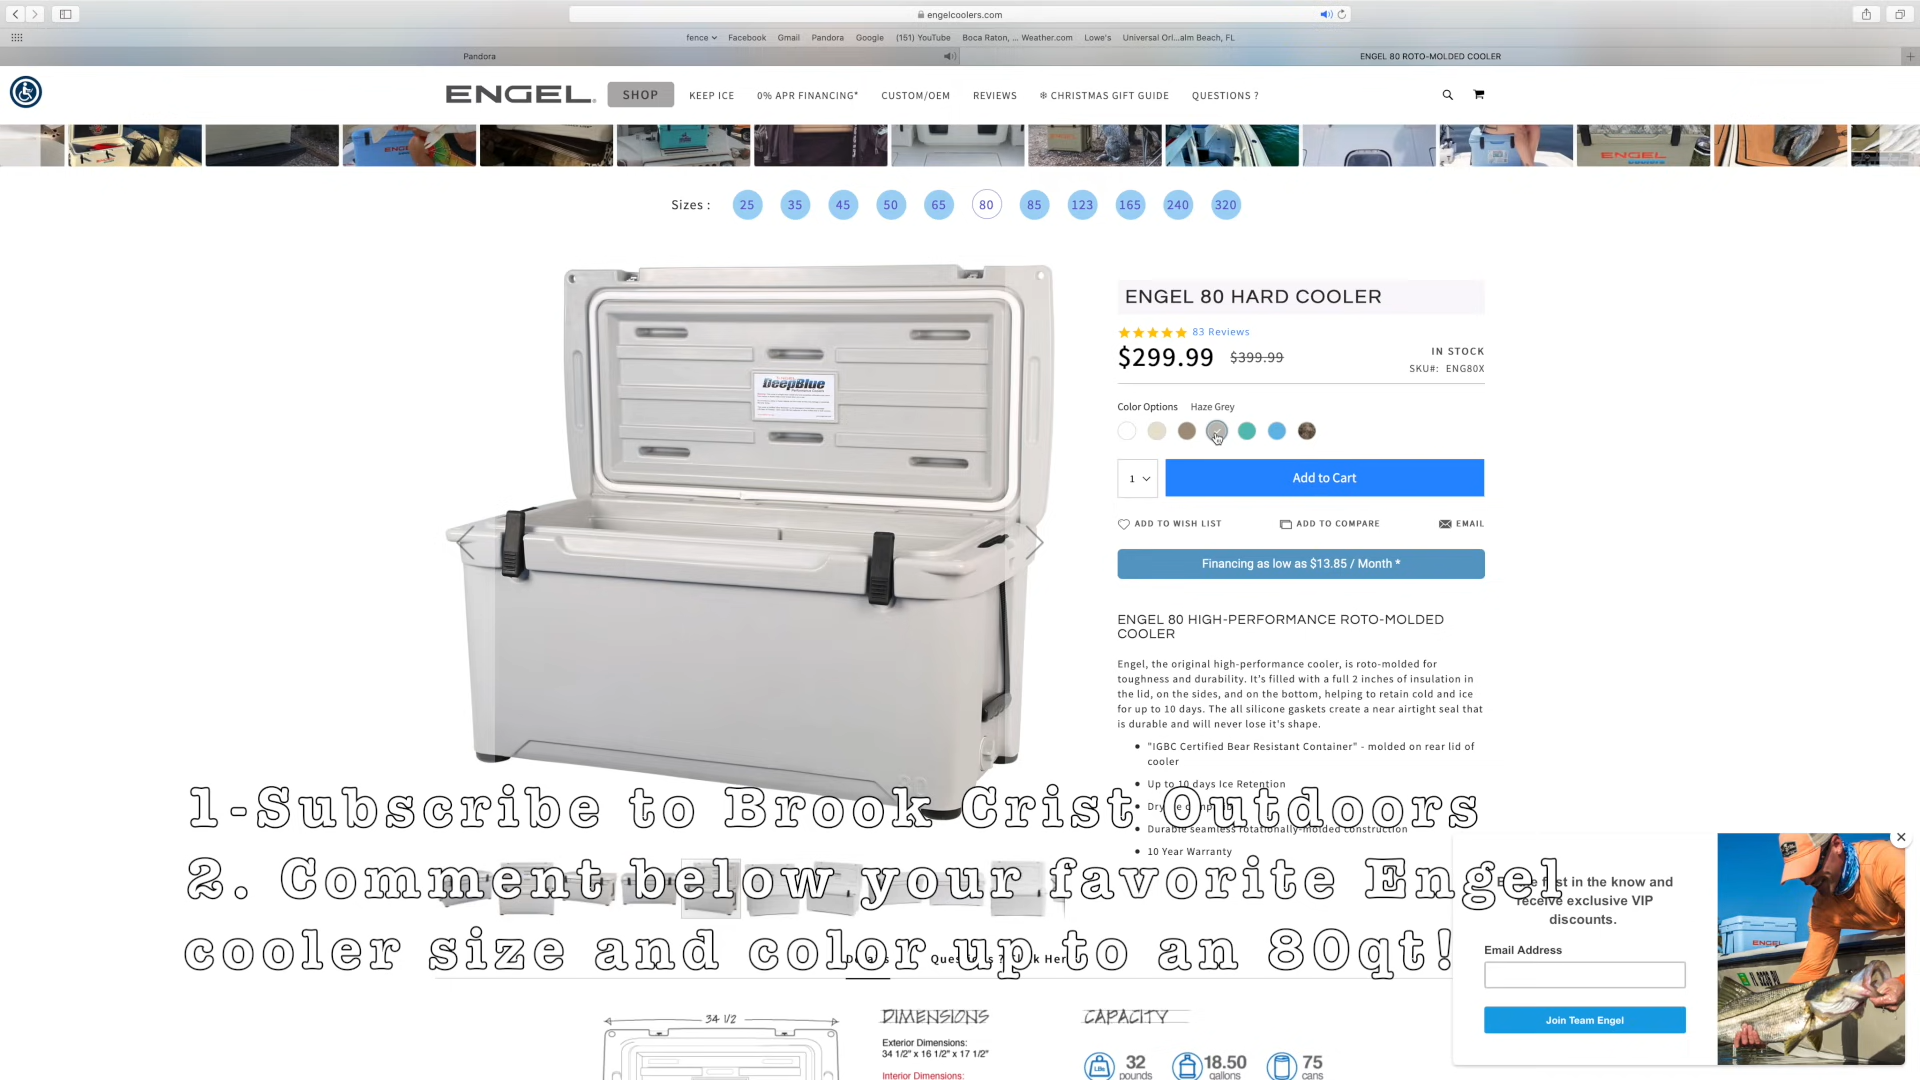 engelcoolers.com
fence Facebook Gmail Pandora Google (151) YouTube Boca Raton, ... Weather.com Lowe's Universal Orl...alm Beach, FL
Pandora
ENGEL 80 ROTO-MOLDED COOLER
ENGEL. SHOP KEEP ICE 0% APR FINANCING* CUSTOM/OEM REVIEWS ❄ CHRISTMAS GIFT GUIDE QUESTIONS ?
Sizes : 25 35 45 50 65 80 85 123 165 240 320
ENGEL 80 HARD COOLER
83 Reviews
$299.99 $399.99
IN STOCK
SKU#: ENG80X
Color Options Haze Grey
1 Add to Cart
ADD TO WISH LIST ADD TO COMPARE EMAIL
Financing as low as $13.85 / Month *
DeepBlue
ENGEL 80 HIGH-PERFORMANCE ROTO-MOLDED
COOLER
Engel, the original high-performance cooler, is roto-molded for
toughness and durability. It's filled with a full 2 inches of insulation in
the lid, on the sides, and on the bottom, helping to retain cold and ice
for up to 10 days. The all silicone gaskets create a near airtight seal that
is durable and will never lose it's shape.
• "IGBC Certified Bear Resistant Container" - molded on rear lid of
cooler
• Up to 10 days Ice Retention
• Durable seamless rotationally-molded construction
• 10 Year Warranty
1-Subscribe to Brook Crist Outdoors
2. Comment below your favorite Engel
cooler size and color up to an 80qt!
in the know and
receive exclusive VIP
discounts.
Email Address
Join Team Engel
ENGEL
34 1/2
DIMENSIONS
Exterior Dimensions:
34 1/2" x 16 1/2" x 17 1/2"
Interior Dimensions:
CAPACITY
LBs 32 pounds 18.50 gallons 75 cans